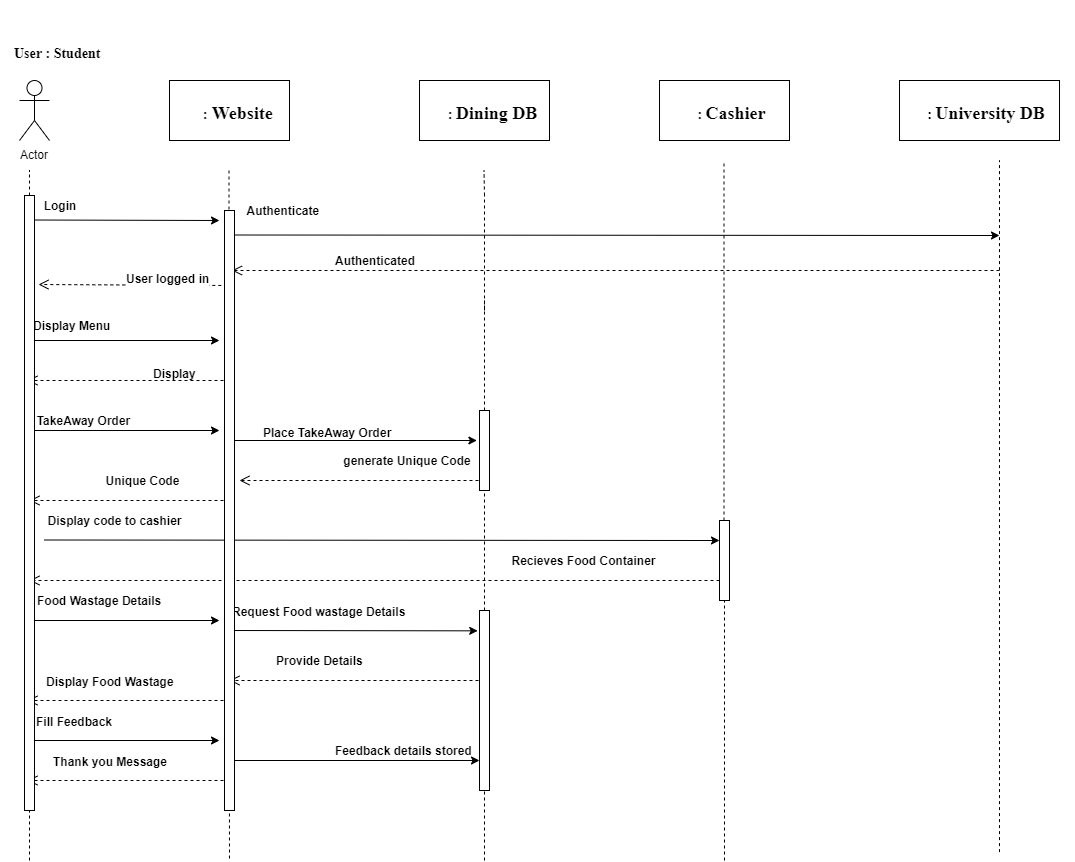 User : Student
Actor
: Website
: Dining DB
: Cashier
: University DB
Login
Authenticate
Authenticated
User logged in
Display Menu
Display
TakeAway Order
Place TakeAway Order
generate Unique Code
Unique Code
Display code to cashier
Recieves Food Container
Food Wastage Details
Request Food wastage Details
Provide Details
Display Food Wastage
Fill Feedback
Feedback details stored
Thank you Message